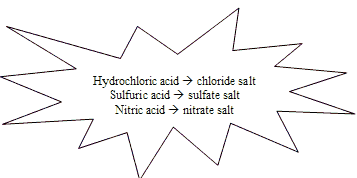 Hydrochloric acid → chloride salt
Sulfuric acid → sulfate salt
Nitric acid → nitrate salt